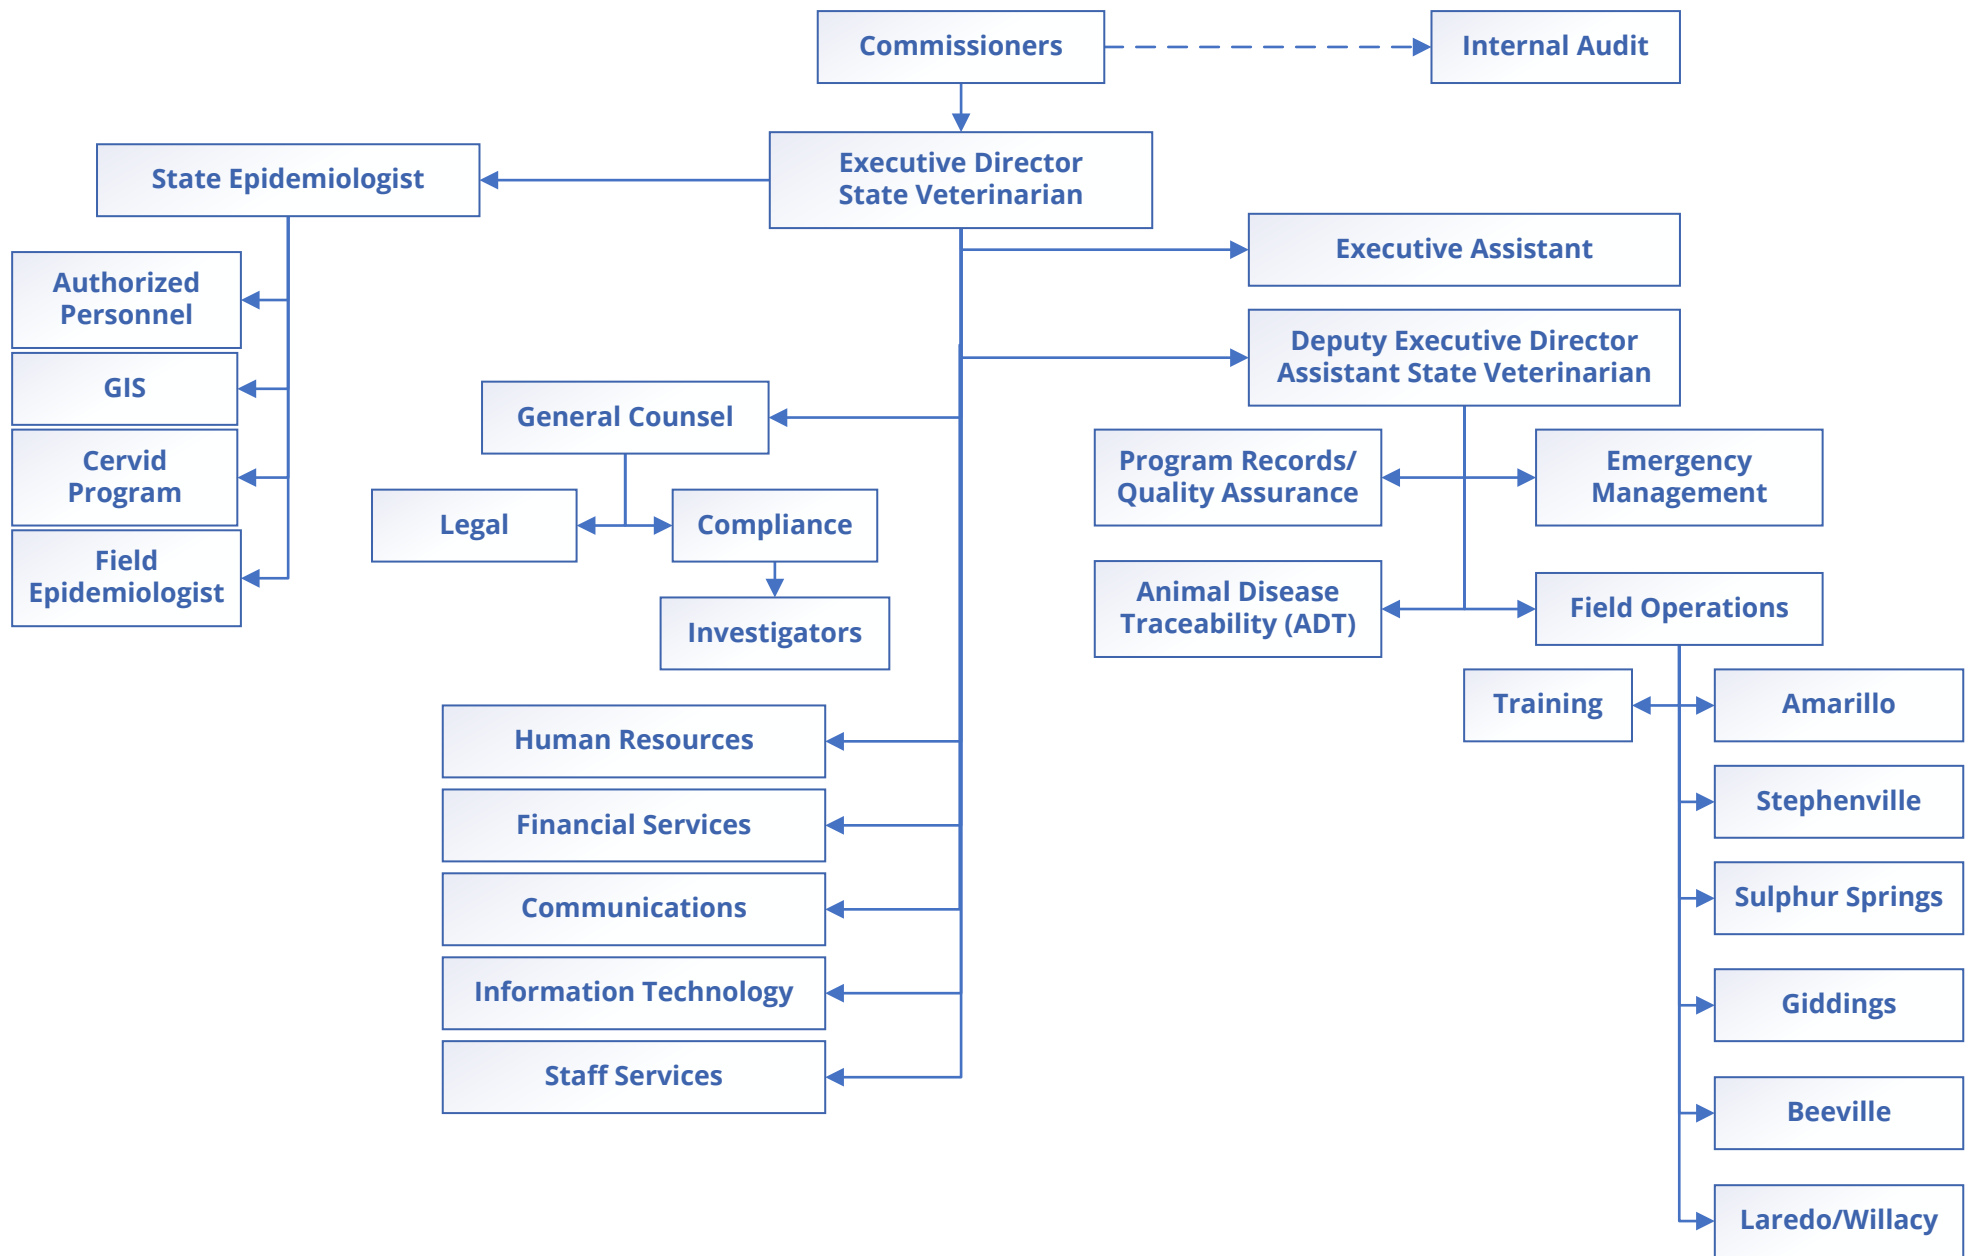 Commissioners
Internal Audit
State Epidemiologist
Executive Director
State Veterinarian
Executive Assistant
Authorized
Personnel
GIS
Cervid
Program
Field
Epidemiologist
General Counsel
Legal
Compliance
Investigators
Deputy Executive Director
Assistant State Veterinarian
Program Records/
Quality Assurance
Emergency
Management
Animal Disease
Traceability (ADT)
Field Operations
Training
Amarillo
Stephenville
Sulphur Springs
Giddings
Beeville
Laredo/Willacy
Human Resources
Financial Services
Communications
Information Technology
Staff Services